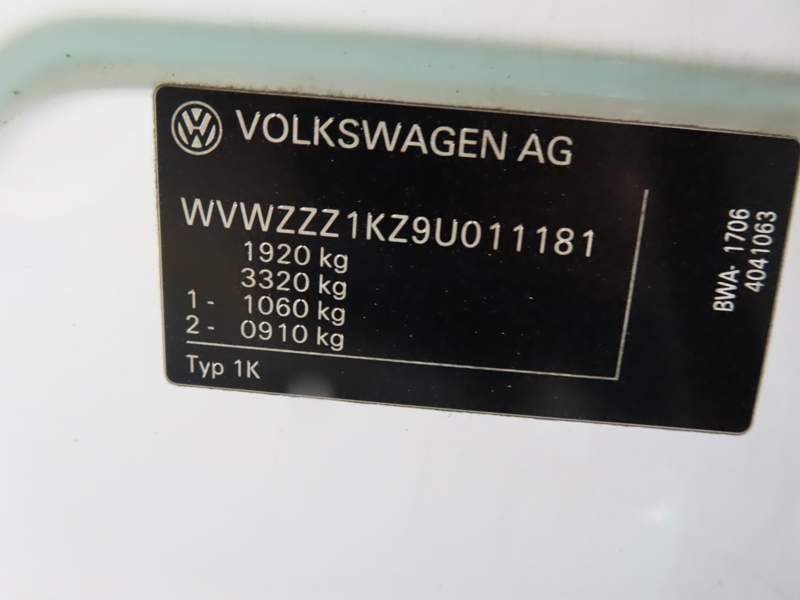 VOLKSWAGEN AG
WVWZZZ1KZ9U011181
1920 kg
3320 kg
1 - 1060 kg
2 - 0910 kg
Typ 1K
BWA- 1706
4041063